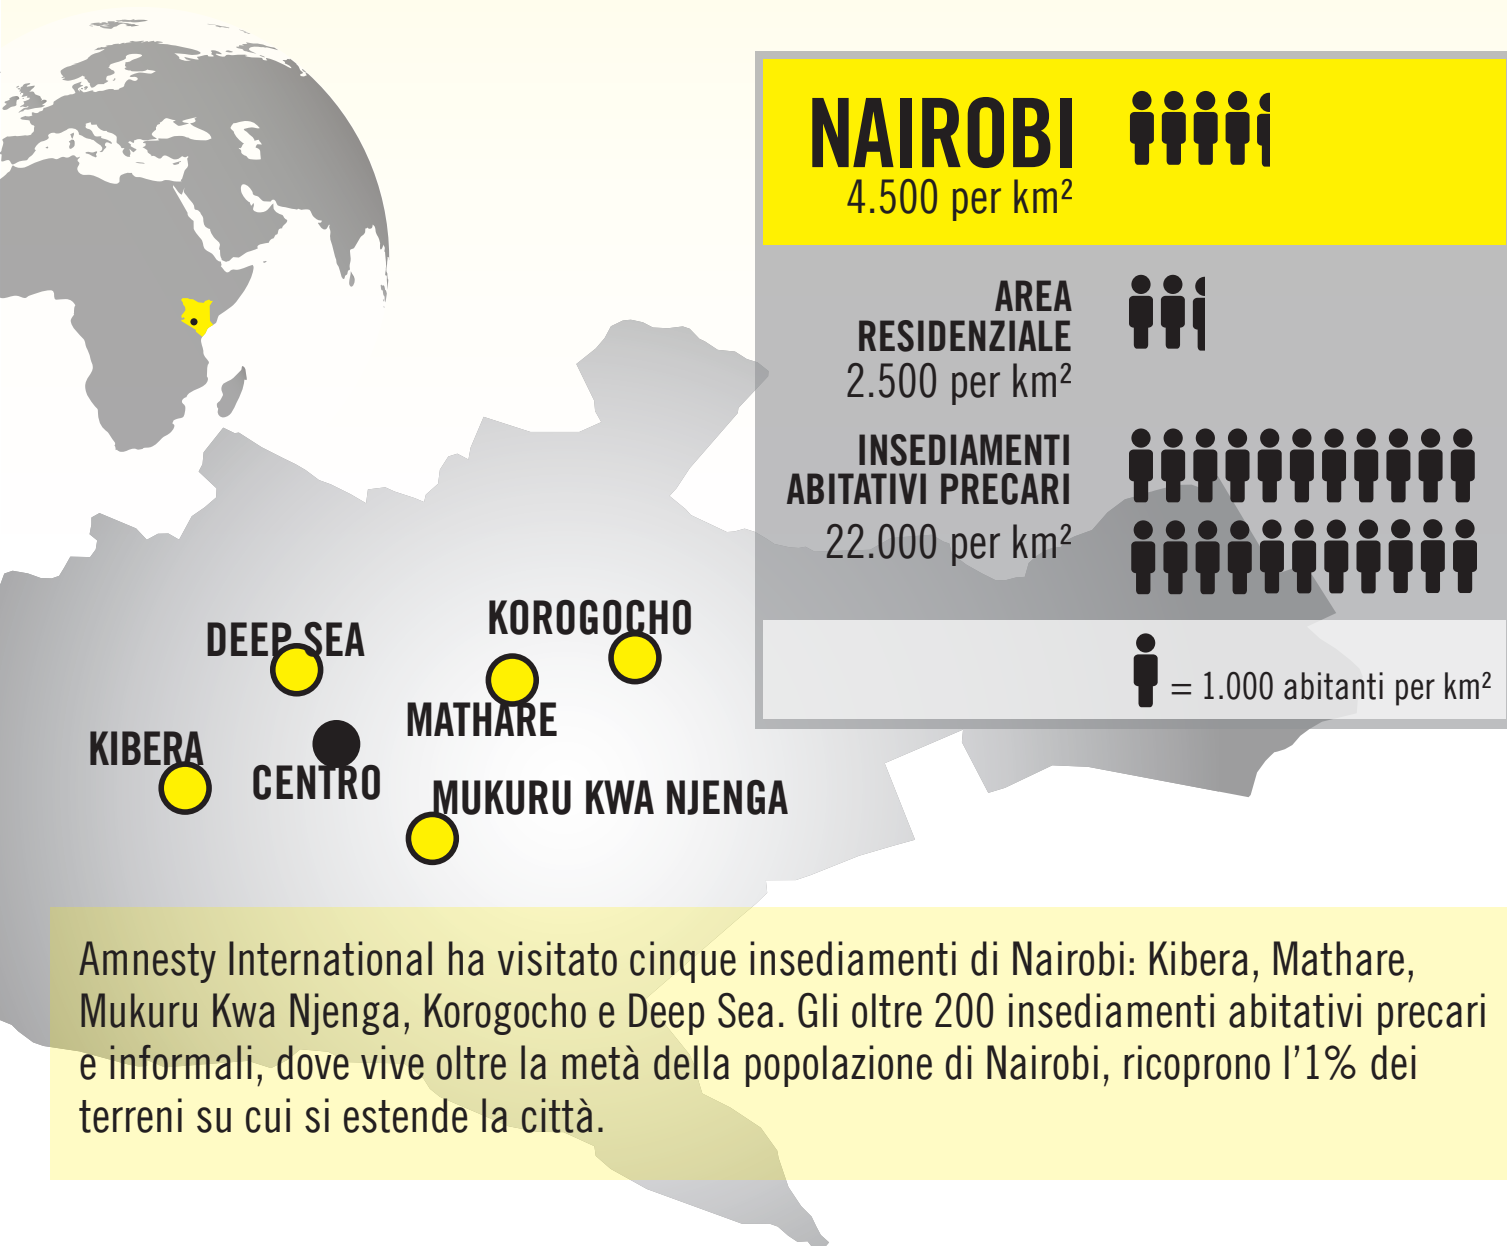 NAIROBI
4.500 per km²
AREA
RESIDENZIALE
2.500 per km²
INSEDIAMENTI
ABITATIVI PRECARI
22.000 per km²
= 1.000 abitanti per km²
DEEP SEA
KOROGOCHO
MATHARE
KIBERA
CENTRO
MUKURU KWA NJENGA
Amnesty International ha visitato cinque insediamenti di Nairobi: Kibera, Mathare,
Mukuru Kwa Njenga, Korogocho e Deep Sea. Gli oltre 200 insediamenti abitativi precari
e informali, dove vive oltre la metà della popolazione di Nairobi, ricoprono l’1% dei
terreni su cui si estende la città.